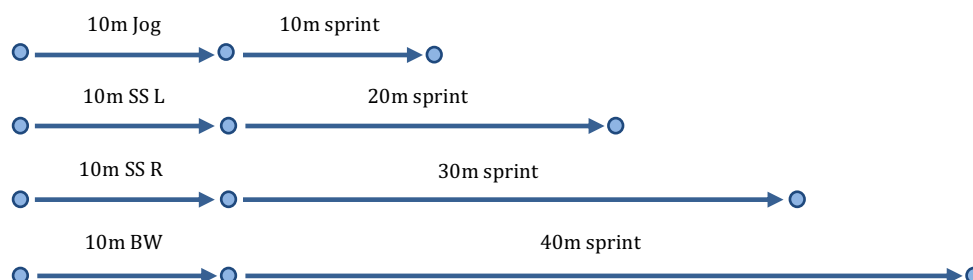 10m Jog 10m sprint
10m SS L 20m sprint
10m SS R 30m sprint
10m BW 40m sprint